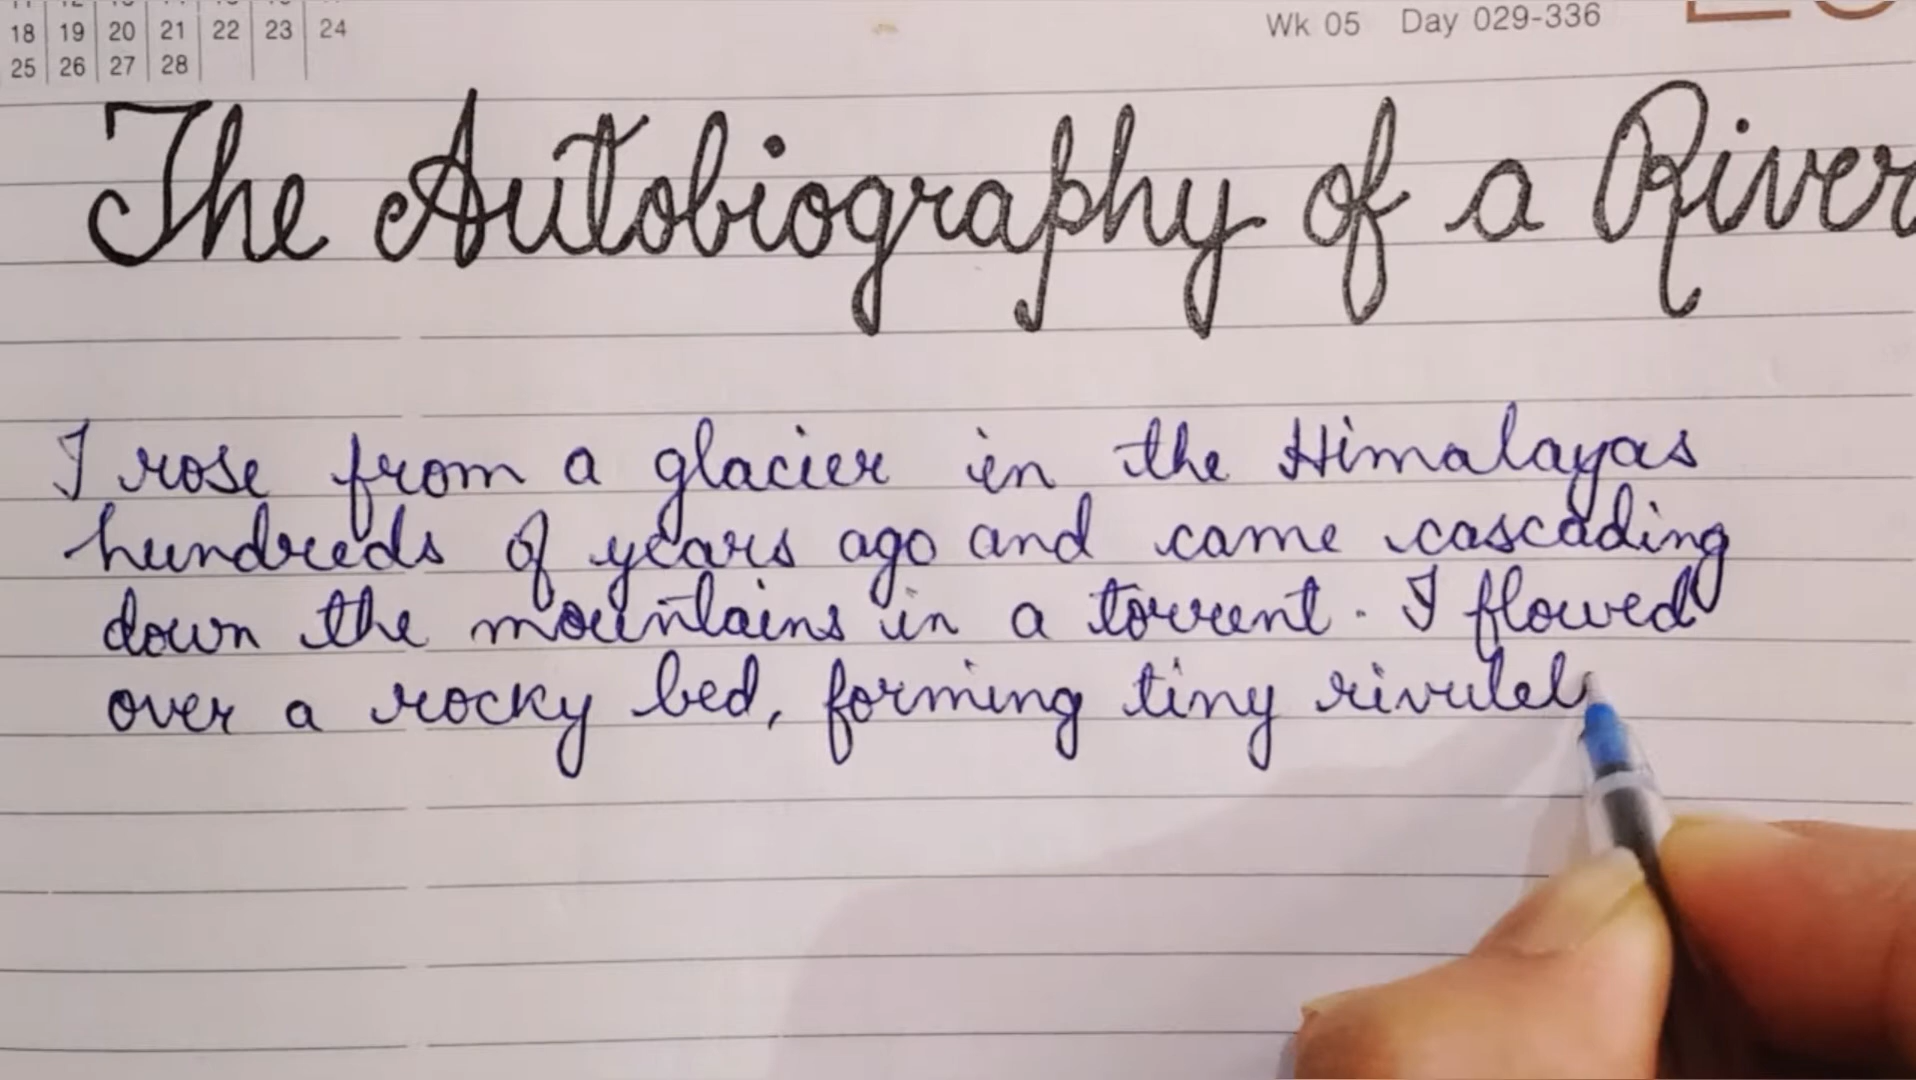 18 19 20 21 22 23 24
Wk 05 Day 029-336
25 26 27 28
The Autobiography of a River
I rose from a glacier in the Himalayas
hundreds of years ago and came cascading
down the mountains in a torrent. I flowed
over a rocky bed, forming tiny rivulets